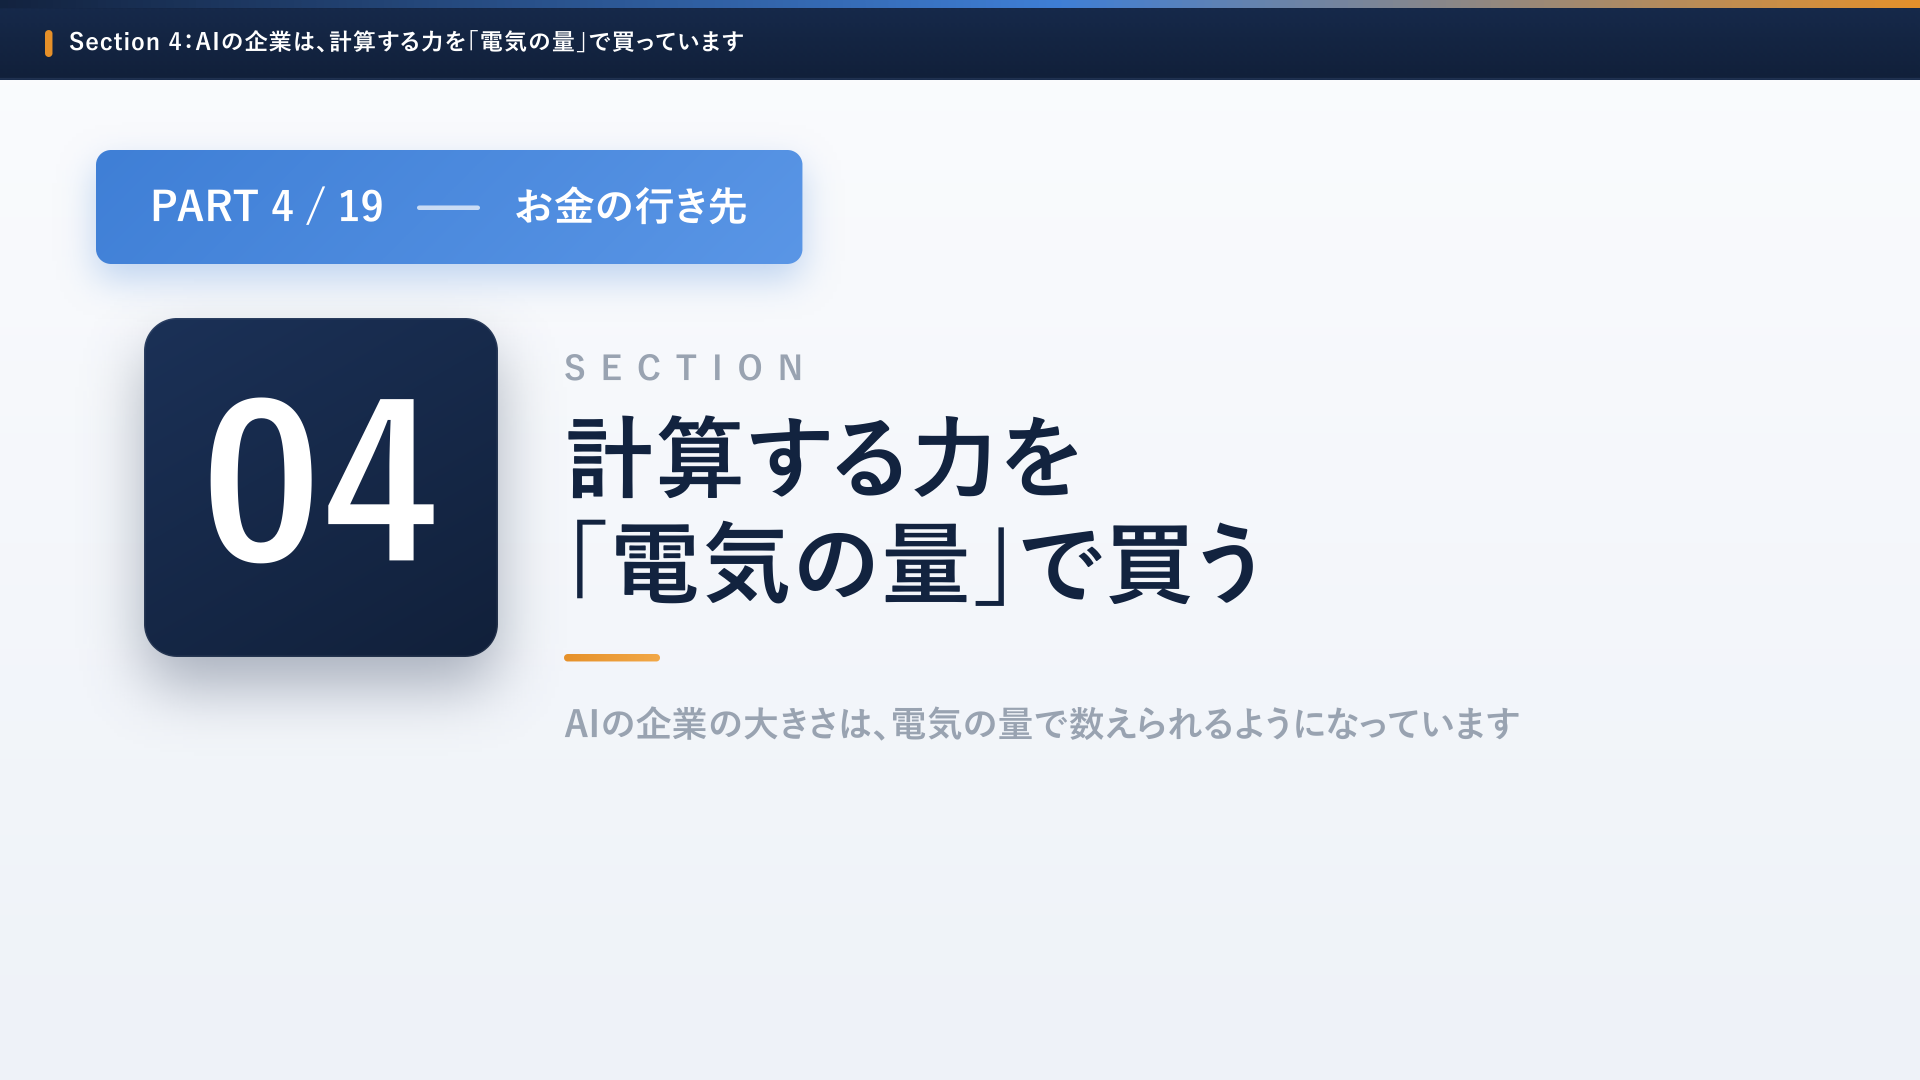 Section 4：AIの企業は、計算する力を「電気の量」で買っています
PART 4 / 19 — お金の行き先
04
SECTION
計算する力を
「電気の量」で買う
AIの企業の大きさは、電気の量で数えられるようになっています